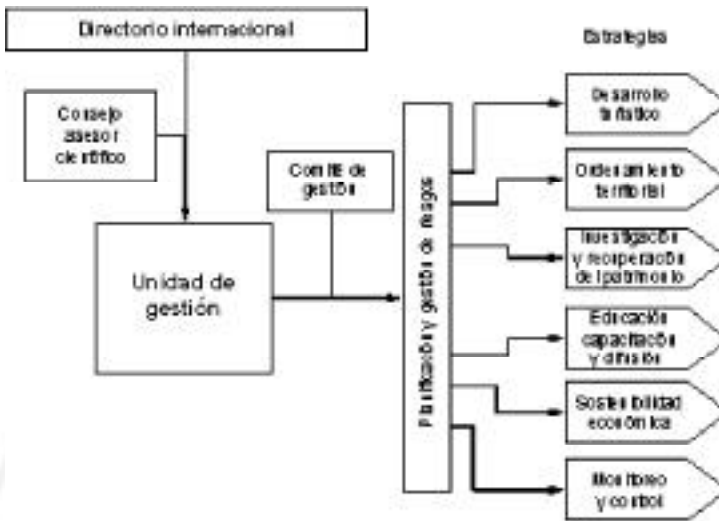 Directorio internacional
Estrategias
Consejo
asesor
científico
Comité de
gestión
Unidad de
gestión
Planificación y gestión de riesgos
Desarrollo
turístico
Ordenamiento
territorial
Investigación
y recuperación
del patrimonio
Educación
capacitación
y difusión
Sostenibilidad
económica
Monitoreo
y control